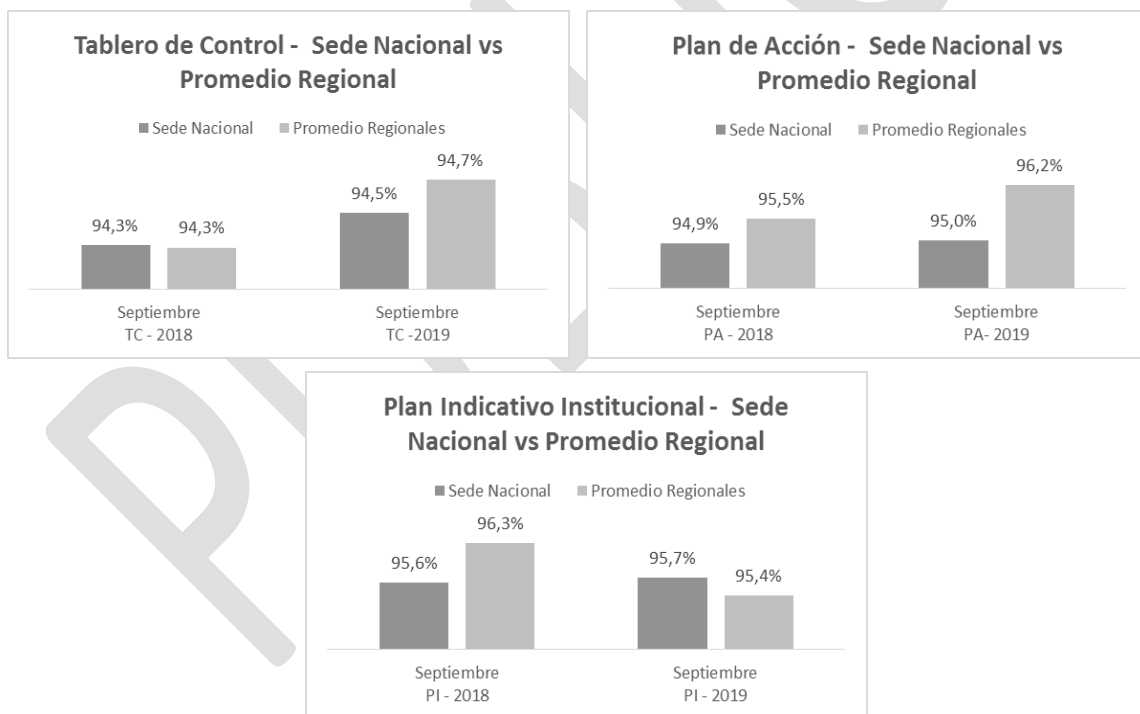 Tablero de Control - Sede Nacional vs
Promedio Regional
Sede Nacional Promedio Regionales
94,3%
94,3%
94,5%
94,7%
Septiembre
TC - 2018
Septiembre
TC -2019
Plan de Acción - Sede Nacional vs
Promedio Regional
Sede Nacional Promedio Regionales
94,9%
95,5%
95,0%
96,2%
Septiembre
PA - 2018
Septiembre
PA- 2019
Plan Indicativo Institucional - Sede
Nacional vs Promedio Regional
Sede Nacional Promedio Regionales
95,6%
96,3%
95,7%
95,4%
Septiembre
PI - 2018
Septiembre
PI - 2019